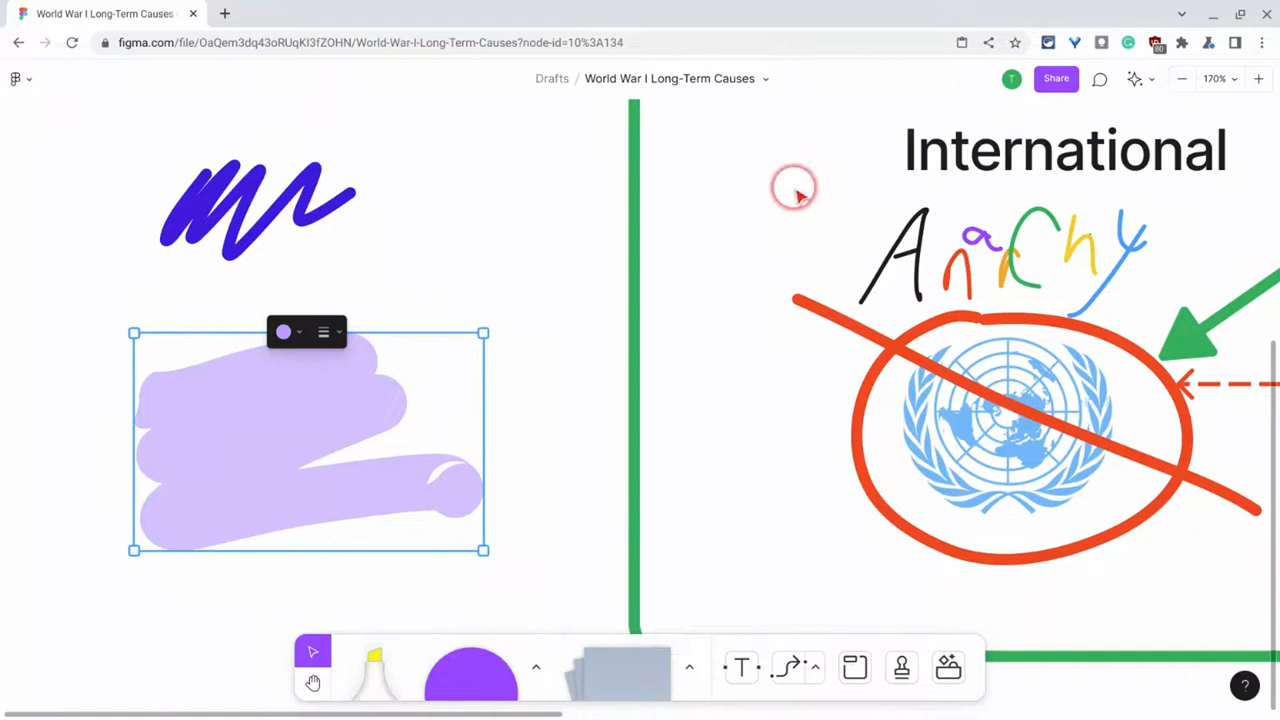 World War I Long-Term Causes
figma.com/file/OaQem3dq43oRUqKI3fZOHN/World-War-I-Long-Term-Causes?node-id=10%3A134
80
Drafts / World War I Long-Term Causes
T
Share
170%
International
Anarchy
T
?